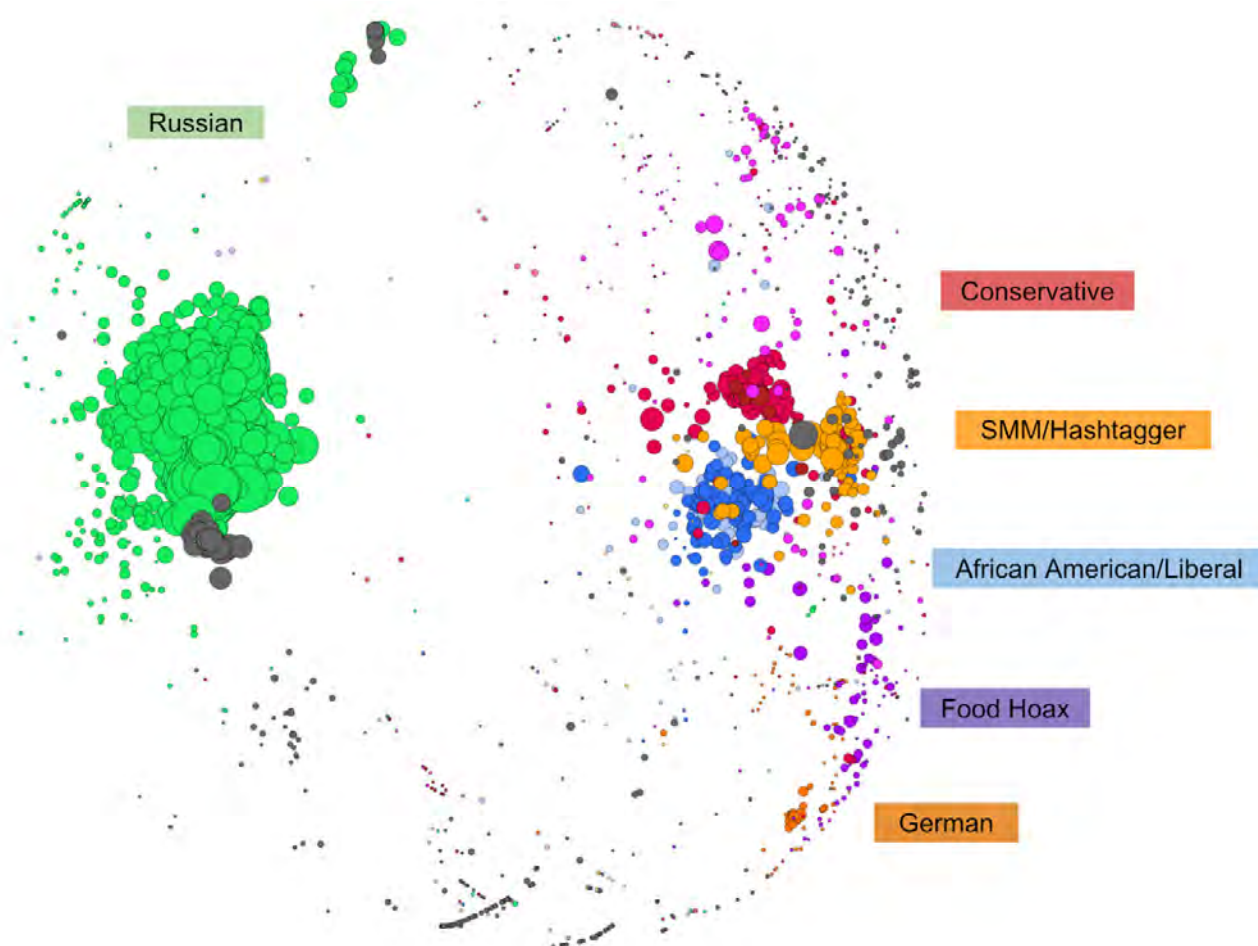 Russian
Conservative
SMM/Hashtagger
African American/Liberal
Food Hoax
German